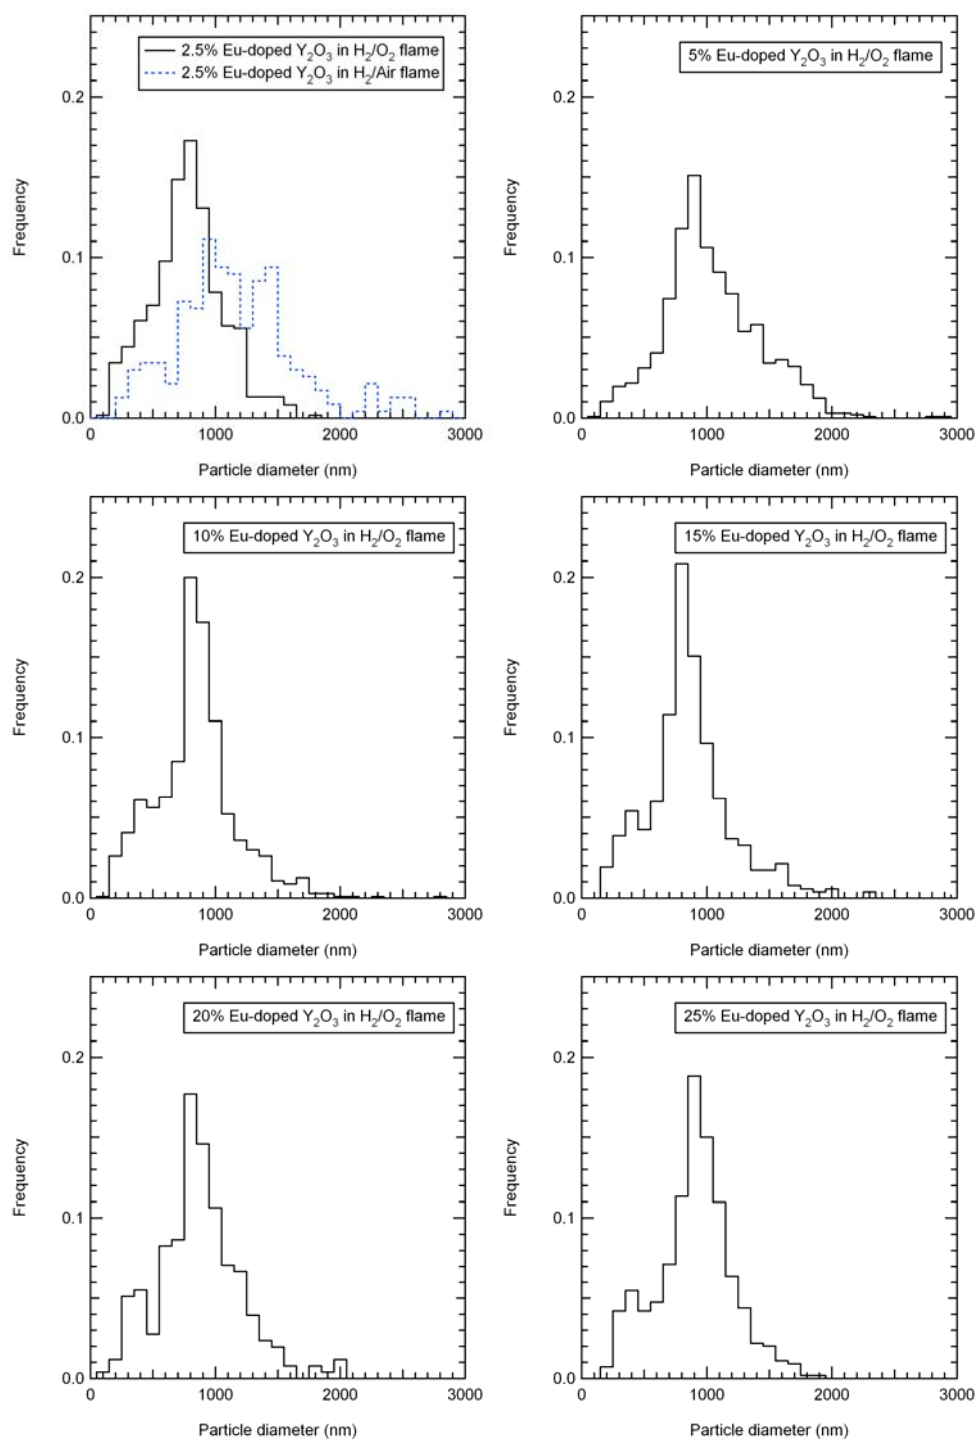 2.5% Eu-doped Y₂O₃ in H₂/O₂ flame
2.5% Eu-doped Y₂O₃ in H₂/Air flame
0.2
0.1
0.0
Frequency
0
1000
2000
3000
Particle diameter (nm)
5% Eu-doped Y₂O₃ in H₂/O₂ flame
0.2
0.1
0.0
Frequency
0
1000
2000
3000
Particle diameter (nm)
10% Eu-doped Y₂O₃ in H₂/O₂ flame
0.2
0.1
0.0
Frequency
0
1000
2000
3000
Particle diameter (nm)
15% Eu-doped Y₂O₃ in H₂/O₂ flame
0.2
0.1
0.0
Frequency
0
1000
2000
3000
Particle diameter (nm)
20% Eu-doped Y₂O₃ in H₂/O₂ flame
0.2
0.1
0.0
Frequency
0
1000
2000
3000
Particle diameter (nm)
25% Eu-doped Y₂O₃ in H₂/O₂ flame
0.2
0.1
0.0
Frequency
0
1000
2000
3000
Particle diameter (nm)